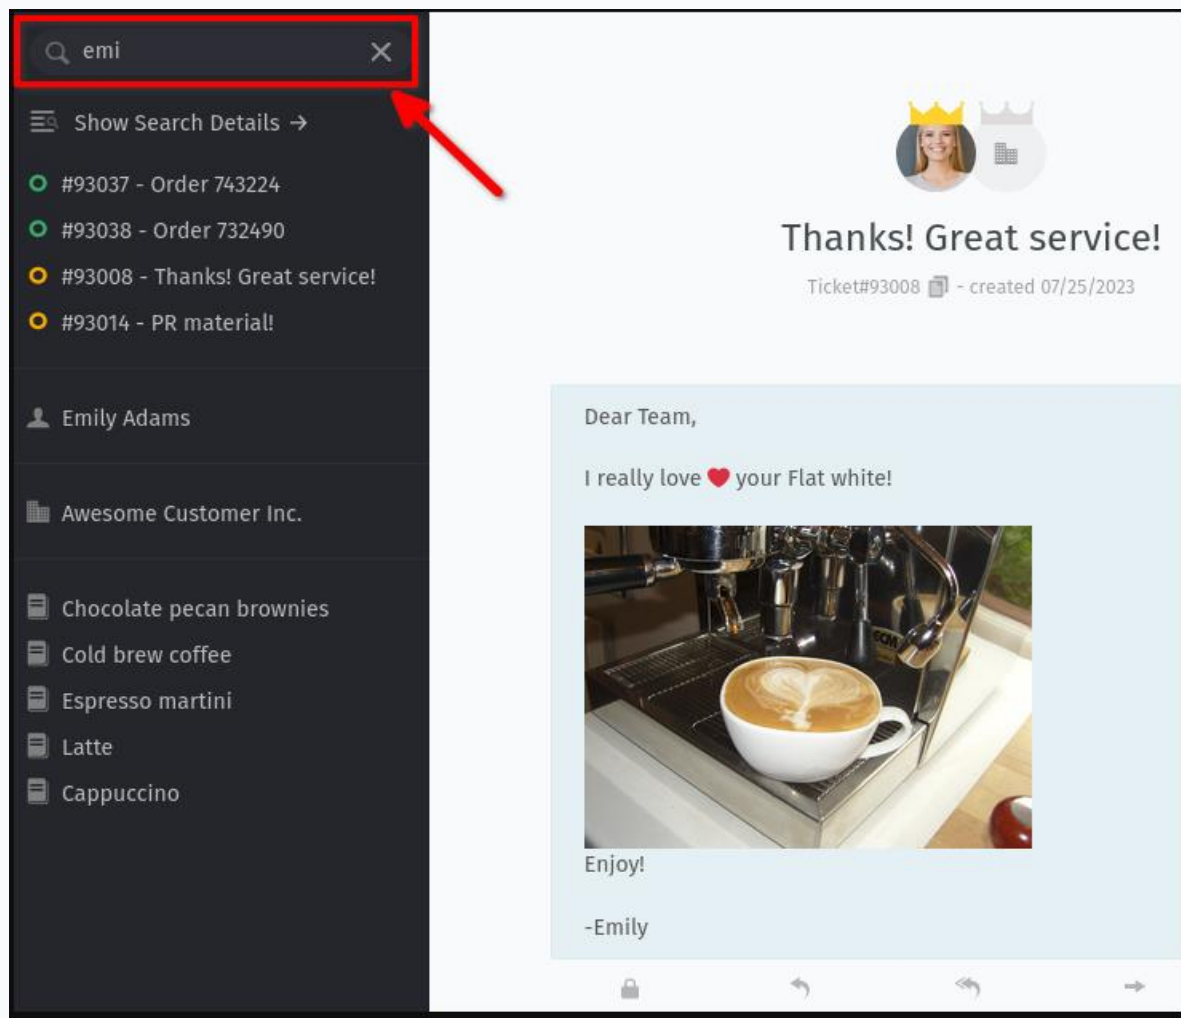 emi
Show Search Details →
#93037 - Order 743224
#93038 - Order 732490
#93008 - Thanks! Great service!
#93014 - PR material!
Emily Adams
Awesome Customer Inc.
Chocolate pecan brownies
Cold brew coffee
Espresso martini
Latte
Cappuccino
Thanks! Great service!
Ticket#93008 - created 07/25/2023
Dear Team,
I really love ❤ your Flat white!
ECM
Enjoy!
-Emily